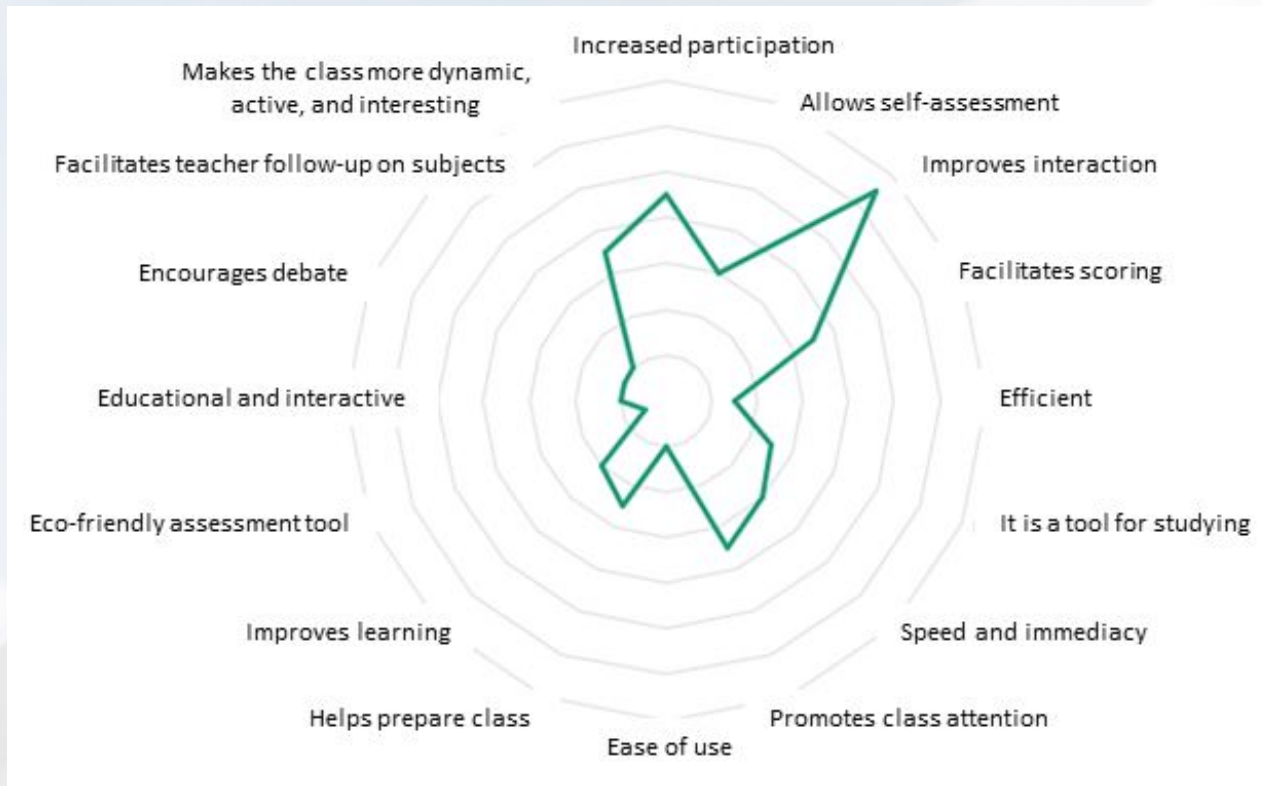 Increased participation
Allows self-assessment
Improves interaction
Facilitates scoring
Efficient
It is a tool for studying
Speed and immediacy
Promotes class attention
Ease of use
Helps prepare class
Improves learning
Eco-friendly assessment tool
Educational and interactive
Encourages debate
Facilitates teacher follow-up on subjects
Makes the class more dynamic,
active, and interesting